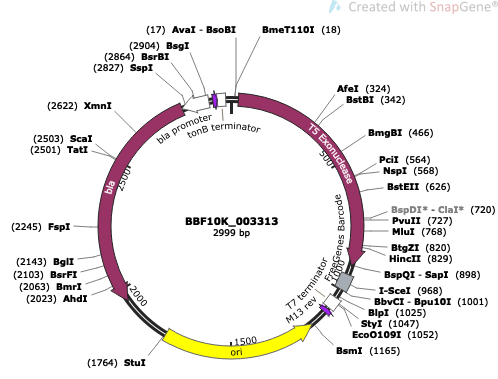 Created with SnapGene®
(17) AvaI - BsoBI
BmeT110I (18)
(2904) BsgI
(2864) BsrBI
(2827) SspI
(2622) XmnI
(2503) ScaI
(2501) TatI
(2245) FspI
(2143) BglI
(2103) BsrFI
(2063) BmrI
(2023) AhdI
(1764) StuI
AfeI (324)
BstBI (342)
BmgBI (466)
PciI (564)
NspI (568)
BstEII (626)
BspDI* - ClaI* (720)
PvuII (727)
MluI (768)
BtgZI (820)
HincII (829)
BspQI - SapI (898)
I-SceI (968)
BbvCI - Bpu10I (1001)
BlpI (1025)
StyI (1047)
EcoO109I (1052)
BsmI (1165)
bla promoter
tonB terminator
T5 Exonuclease
FreeGenes Barcode
T7 terminator
M13 rev
ori
bla
500
1000
1500
2000
2500
BBF10K_003313
2999 bp